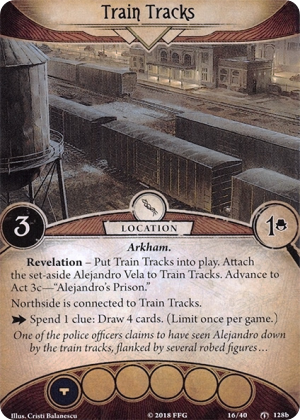 Train Tracks
3
LOCATION
1
Arkham.
Revelation – Put Train Tracks into play. Attach
the set-aside Alejandro Vela to Train Tracks. Advance to
Act 3c—“Alejandro’s Prison.”
Northside is connected to Train Tracks.
Spend 1 clue: Draw 4 cards. (Limit once per game.)
One of the police officers claims to have seen Alejandro down
by the train tracks, flanked by several robed figures…
Illus. Cristi Balanescu © 2018 FFG 16/40 128b